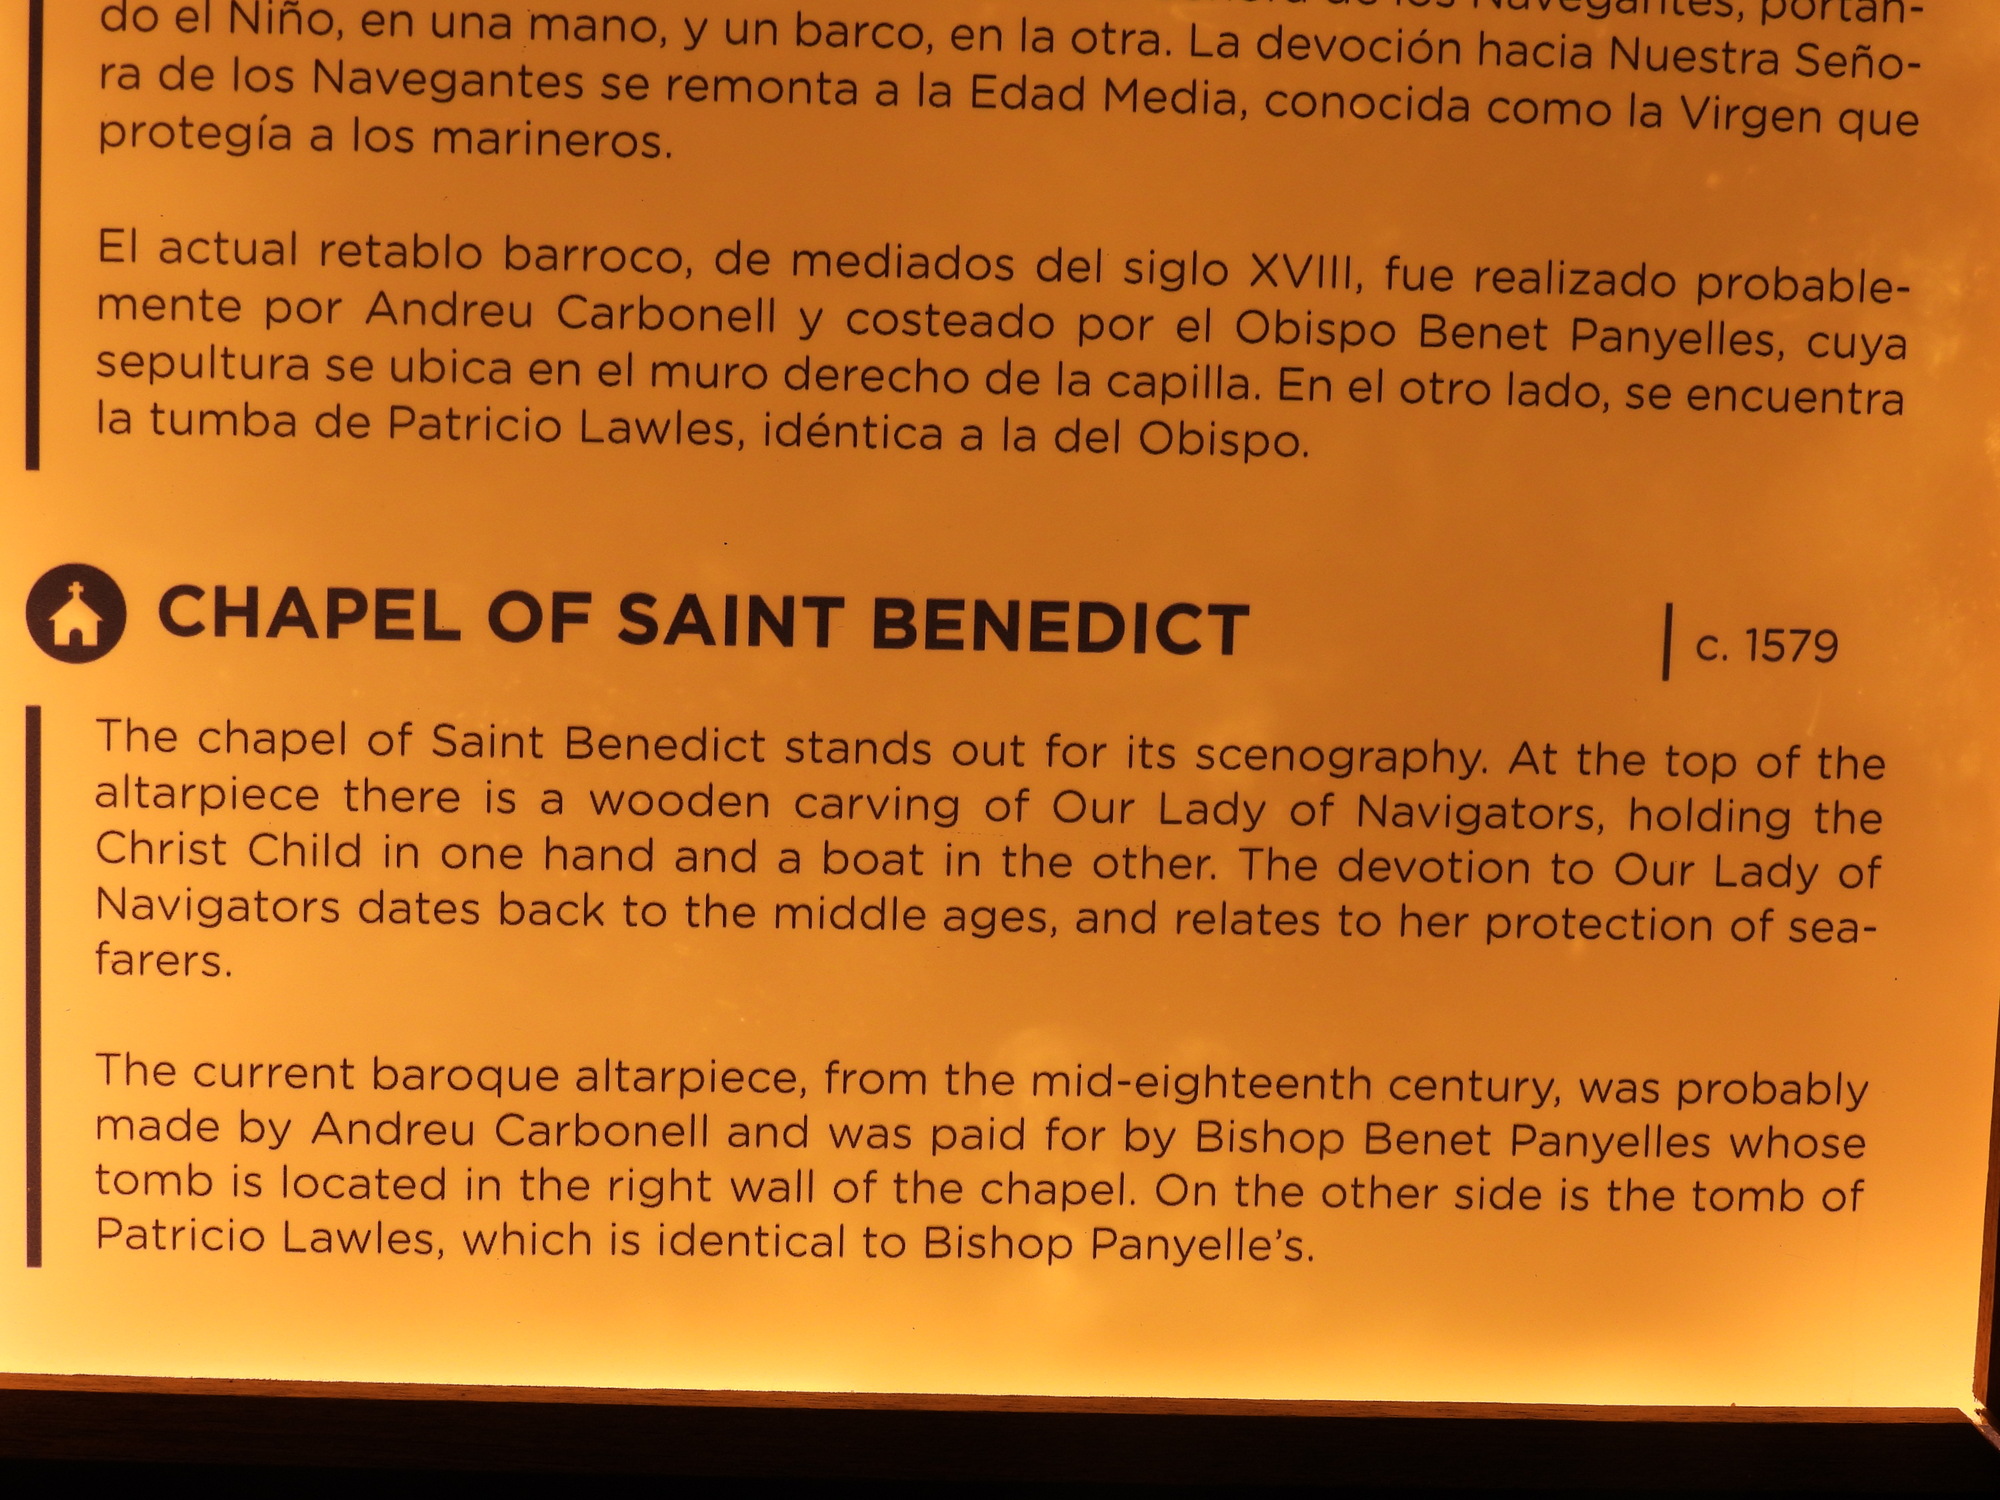 de los Navegantes, portan-
do el Niño, en una mano, y un barco, en la otra. La devoción hacia Nuestra Seño-
ra de los Navegantes se remonta a la Edad Media, conocida como la Virgen que
protegía a los marineros.
El actual retablo barroco, de mediados del siglo XVIII, fue realizado probable-
mente por Andreu Carbonell y costeado por el Obispo Benet Panyelles, cuya
sepultura se ubica en el muro derecho de la capilla. En el otro lado, se encuentra
la tumba de Patricio Lawles, idéntica a la del Obispo.
CHAPEL OF SAINT BENEDICT | c. 1579
The chapel of Saint Benedict stands out for its scenography. At the top of the
altarpiece there is a wooden carving of Our Lady of Navigators, holding the
Christ Child in one hand and a boat in the other. The devotion to Our Lady of
Navigators dates back to the middle ages, and relates to her protection of sea-
farers.
The current baroque altarpiece, from the mid-eighteenth century, was probably
made by Andreu Carbonell and was paid for by Bishop Benet Panyelles whose
tomb is located in the right wall of the chapel. On the other side is the tomb of
Patricio Lawles, which is identical to Bishop Panyelle's.